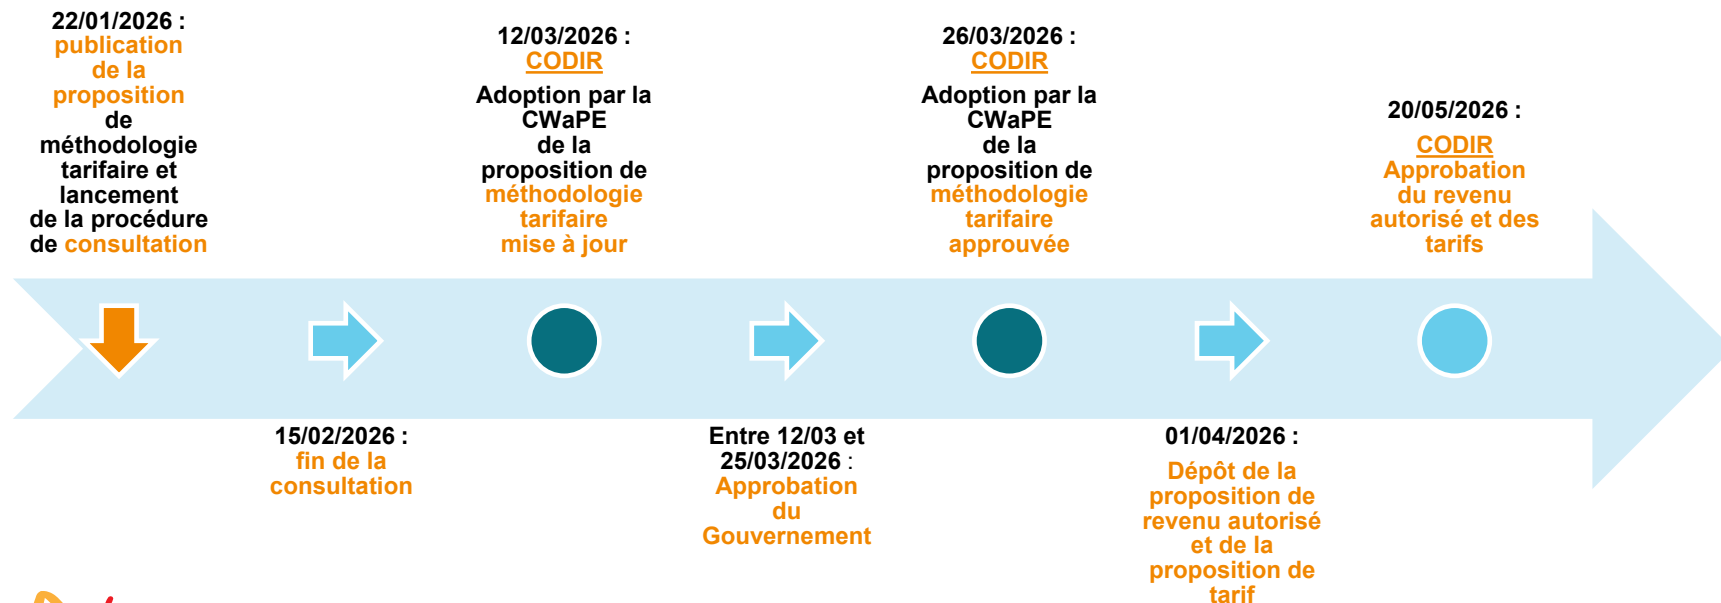 22/01/2026 :
publication
de la
proposition
de
méthodologie
tarifaire et
lancement
de la procédure
de consultation
12/03/2026 :
CODIR
Adoption par la
CWaPE
de la
proposition de
méthodologie
tarifaire
mise à jour
26/03/2026 :
CODIR
Adoption par la
CWaPE
de la
proposition de
méthodologie
tarifaire
approuvée
20/05/2026 :
CODIR
Approbation
du revenu
autorisé et des
tarifs
15/02/2026 :
fin de la
consultation
Entre 12/03 et
25/03/2026 :
Approbation
du
Gouvernement
01/04/2026 :
Dépôt de la
proposition de
revenu autorisé
et de la
proposition de
tarif